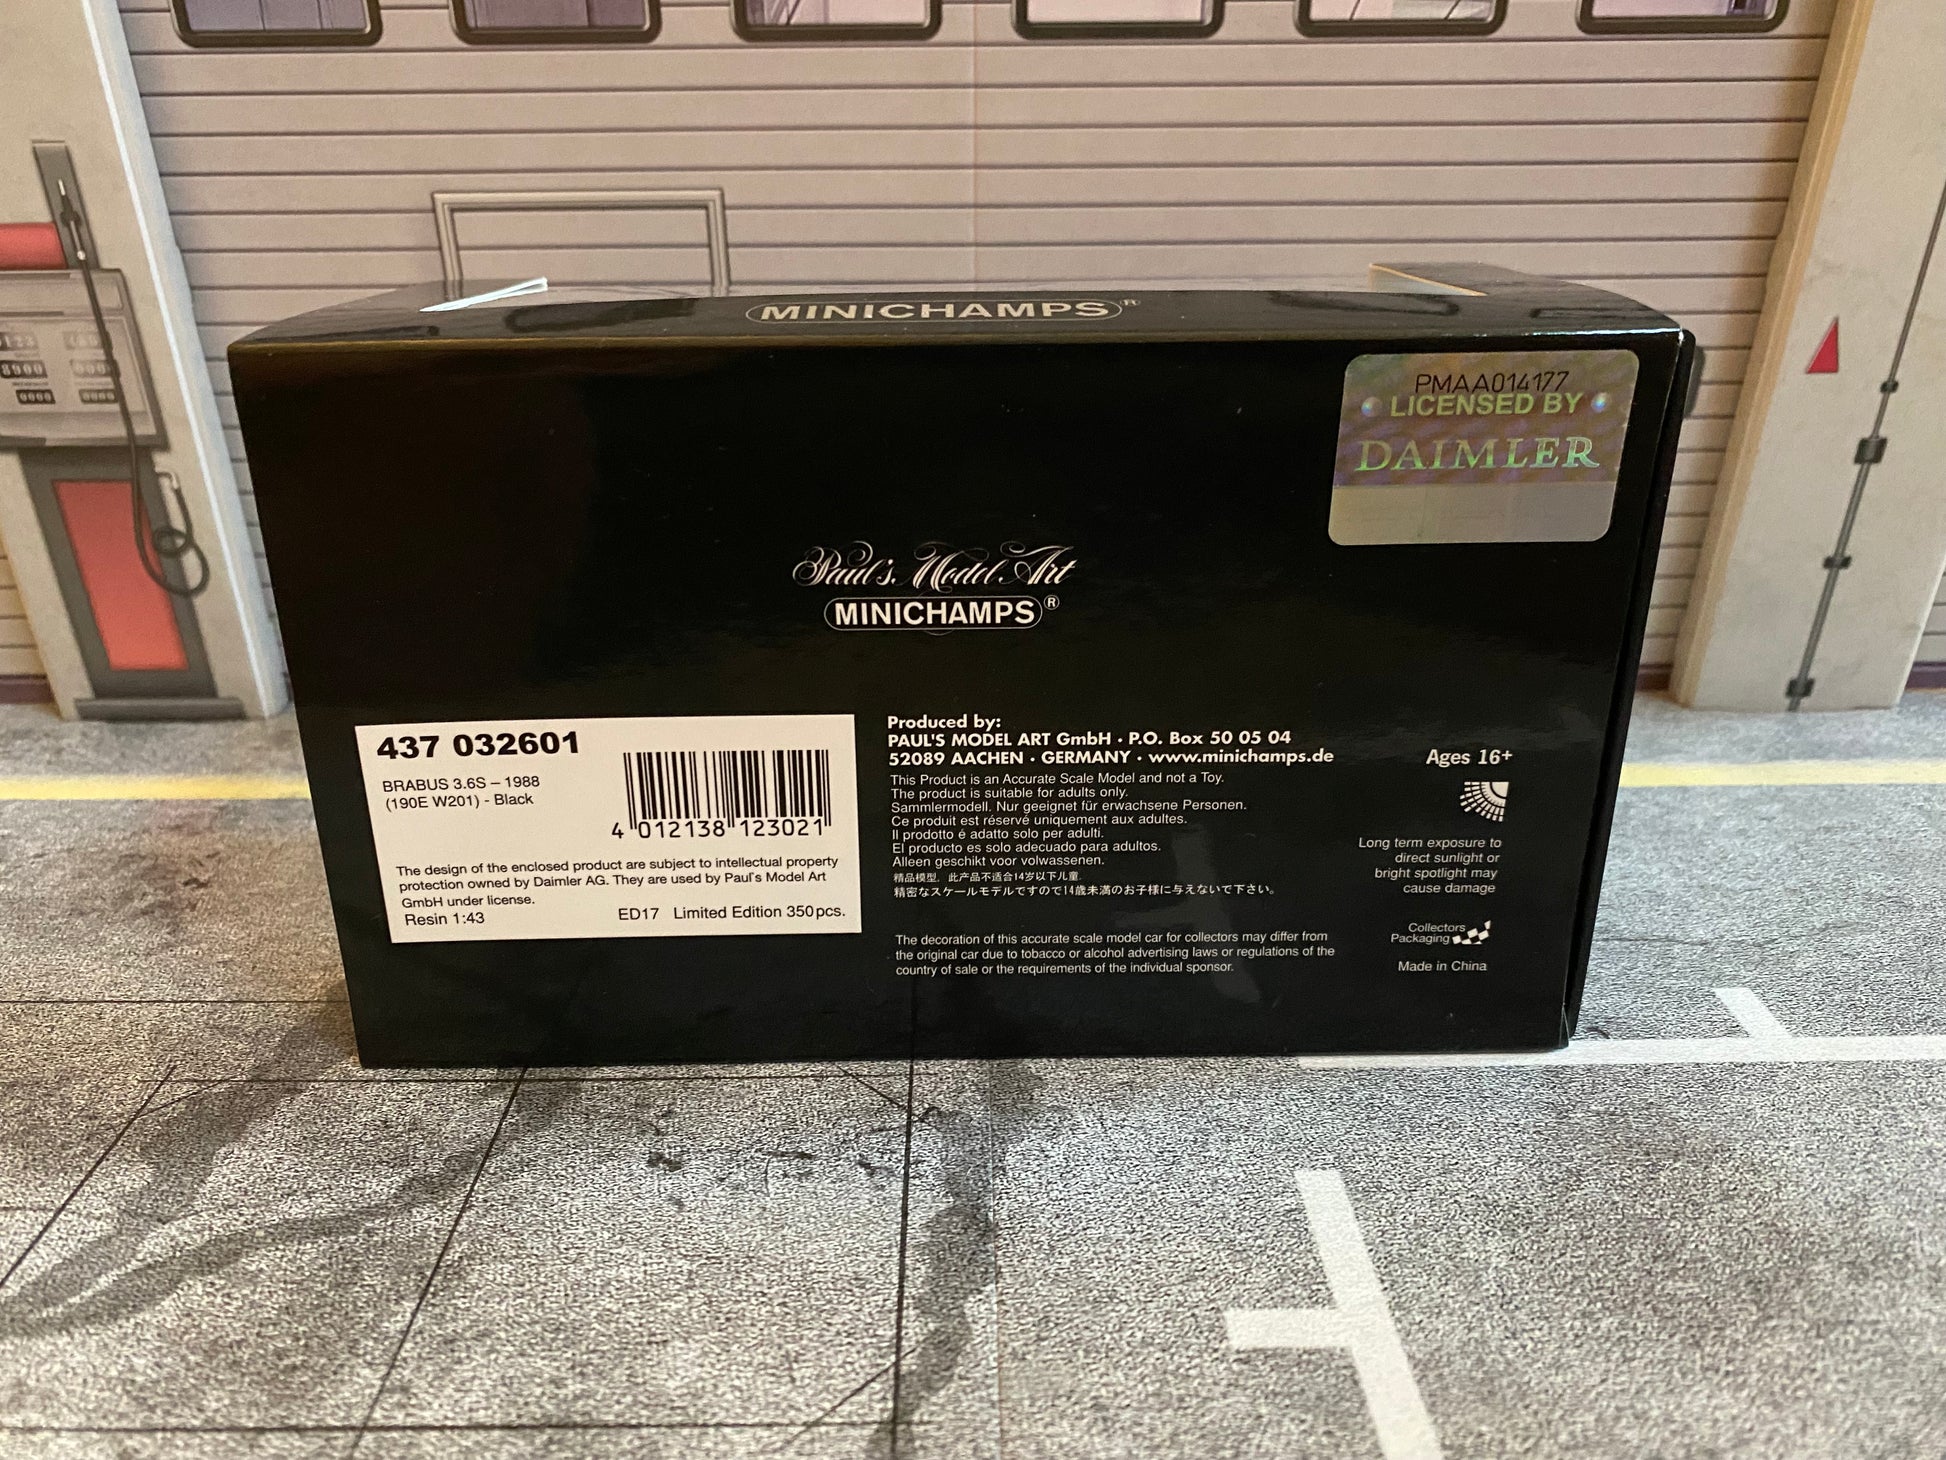 MINICHAMPS®
PMAA014177
LICENSED BY
DAIMLER
Paul's Model Art
MINICHAMPS®
437 032601
BRABUS 3.6S – 1988
(190E W201) - Black
4 012138 123021
The design of the enclosed product are subject to intellectual property
protection owned by Daimler AG. They are used by Paul's Model Art
GmbH under license.
Resin 1:43
ED17 Limited Edition 350pcs.
Produced by:
PAUL'S MODEL ART GmbH · P.O. Box 50 05 04
52089 AACHEN · GERMANY · www.minichamps.de
This Product is an Accurate Scale Model and not a Toy.
The product is suitable for adults only.
Sammlermodell. Nur geeignet für erwachsene Personen.
Ce produit est réservé uniquement aux adultes.
Il prodotto é adatto solo per adulti.
El producto es solo adecuado para adultos.
Alleen geschikt voor volwassenen.
精品模型，此产品不适合14岁以下儿童.
精密なスケールモデルですので14歳未満のお子様に与えないで下さい。
The decoration of this accurate scale model car for collectors may differ from
the original car due to tobacco or alcohol advertising laws or regulations of the
country of sale or the requirements of the individual sponsor.
Ages 16+
Long term exposure to
direct sunlight or
bright spotlight may
cause damage
Collectors
Packaging
Made in China